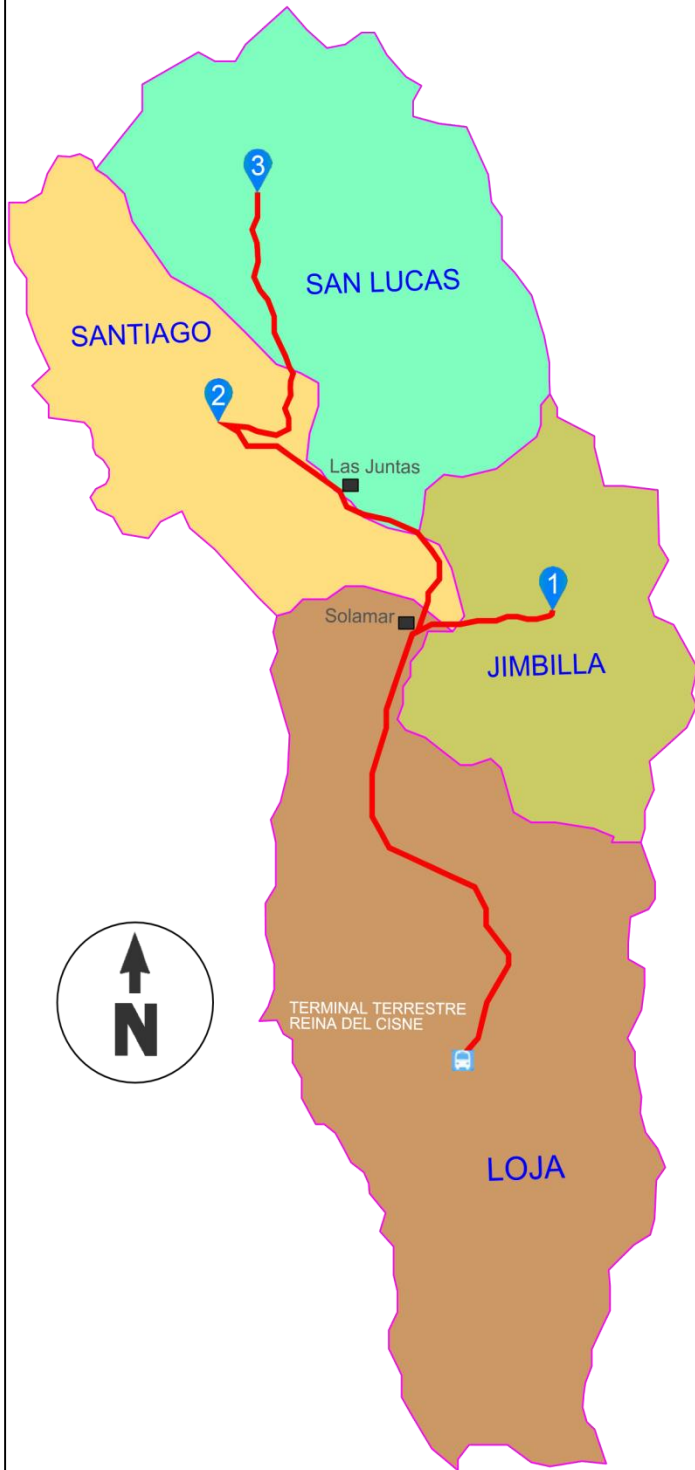 3
SAN LUCAS
SANTIAGO
2
Las Juntas
1
Solamar
JIMBILLA
TERMINAL TERRESTRE
REINA DEL CISNE
N
LOJA